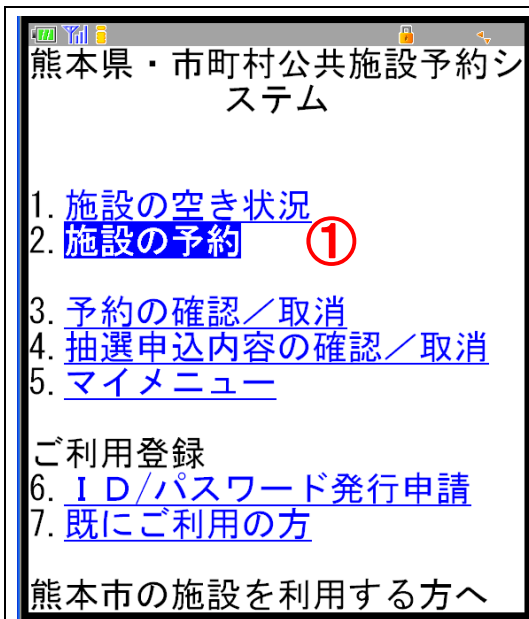 熊本県・市町村公共施設予約シ
ステム
1. 施設の空き状況
2. 施設の予約 ①
3. 予約の確認／取消
4. 抽選申込内容の確認／取消
5. マイメニュー
ご利用登録
6. ＩＤ/パスワード発行申請
7. 既にご利用の方
熊本市の施設を利用する方へ